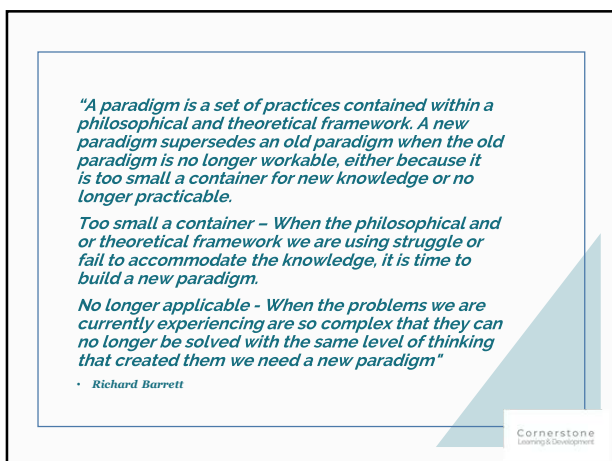 “A paradigm is a set of practices contained within a
philosophical and theoretical framework. A new
paradigm supersedes an old paradigm when the old
paradigm is no longer workable, either because it
is too small a container for new knowledge or no
longer practicable.
Too small a container – When the philosophical and
or theoretical framework we are using struggle or
fail to accommodate the knowledge, it is time to
build a new paradigm.
No longer applicable - When the problems we are
currently experiencing are so complex that they can
no longer be solved with the same level of thinking
that created them we need a new paradigm"
• Richard Barrett
Cornerstone
Learning & Development